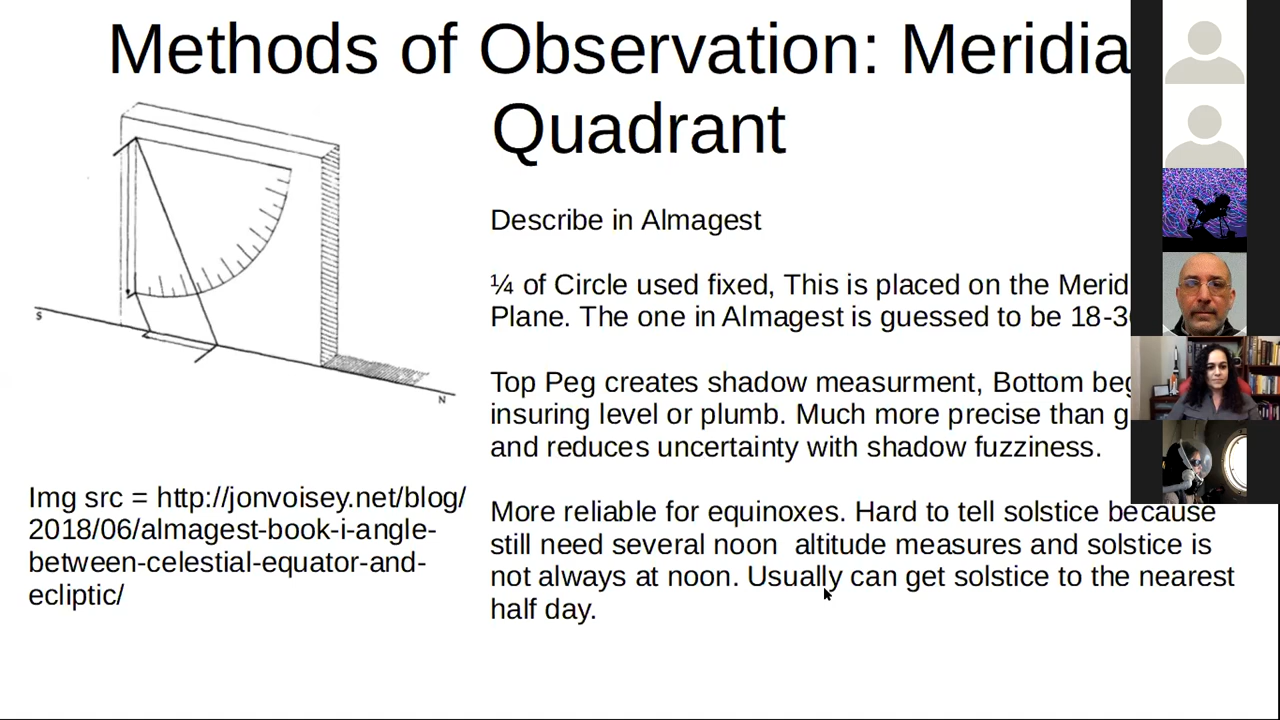 Methods of Observation: Meridia
Quadrant
S
N
Img src = http://jonvoisey.net/blog/
2018/06/almagest-book-i-angle-
between-celestial-equator-and-
ecliptic/
Describe in Almagest
¼ of Circle used fixed, This is placed on the Merid
Plane. The one in Almagest is guessed to be 18-3
Top Peg creates shadow measurment, Bottom beg
insuring level or plumb. Much more precise than g
and reduces uncertainty with shadow fuzziness.
More reliable for equinoxes. Hard to tell solstice because
still need several noon  altitude measures and solstice is
not always at noon. Usually can get solstice to the nearest
half day.